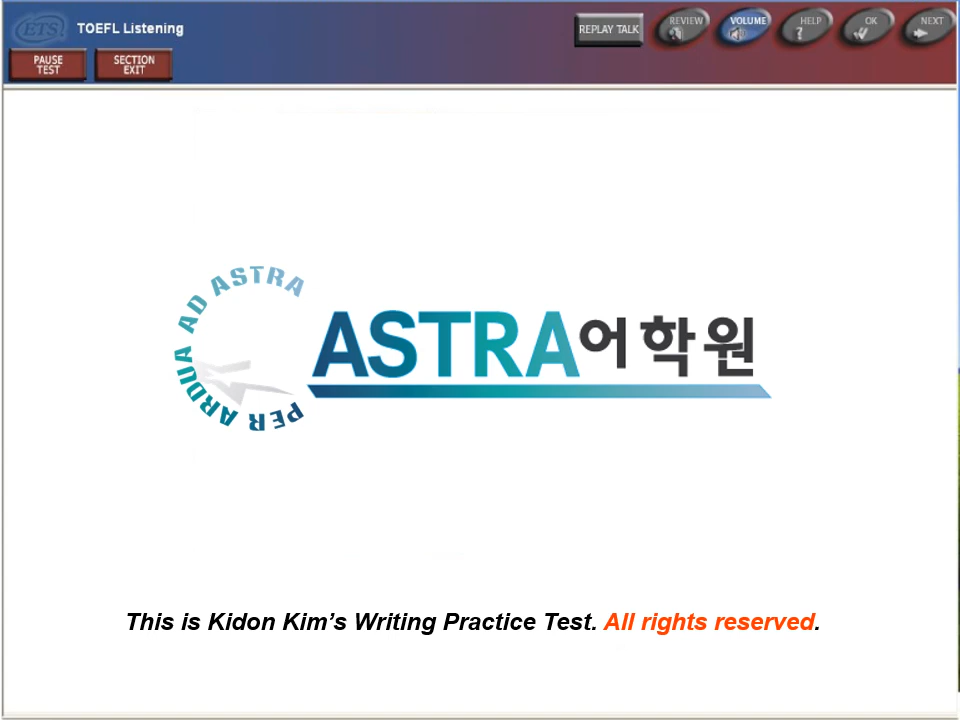 ETS
TOEFL Listening
REPLAY TALK
REVIEW
VOLUME
HELP
OK
NEXT
PAUSE
TEST
SECTION
EXIT
PER ARDUA AD ASTRA
ASTRA어학원
This is Kidon Kim's Writing Practice Test. All rights reserved.